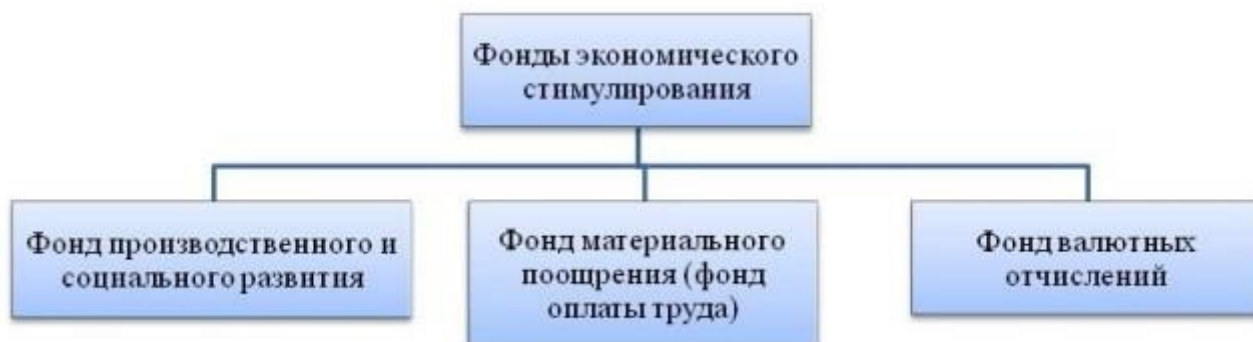 Фонды экономического
стимулирования
Фонд производственного и
социального развития
Фонд материального
поощрения (фонд
оплаты труда)
Фонд валютных
отчислений